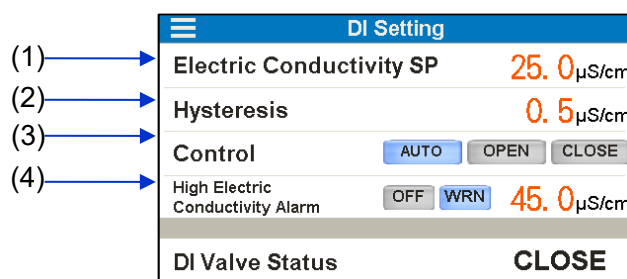 DI Setting
(1) Electric Conductivity SP 25.0μS/cm
(2) Hysteresis 0.5μS/cm
(3) Control AUTO OPEN CLOSE
(4) High Electric
Conductivity Alarm OFF WRN 45.0μS/cm
DI Valve Status CLOSE